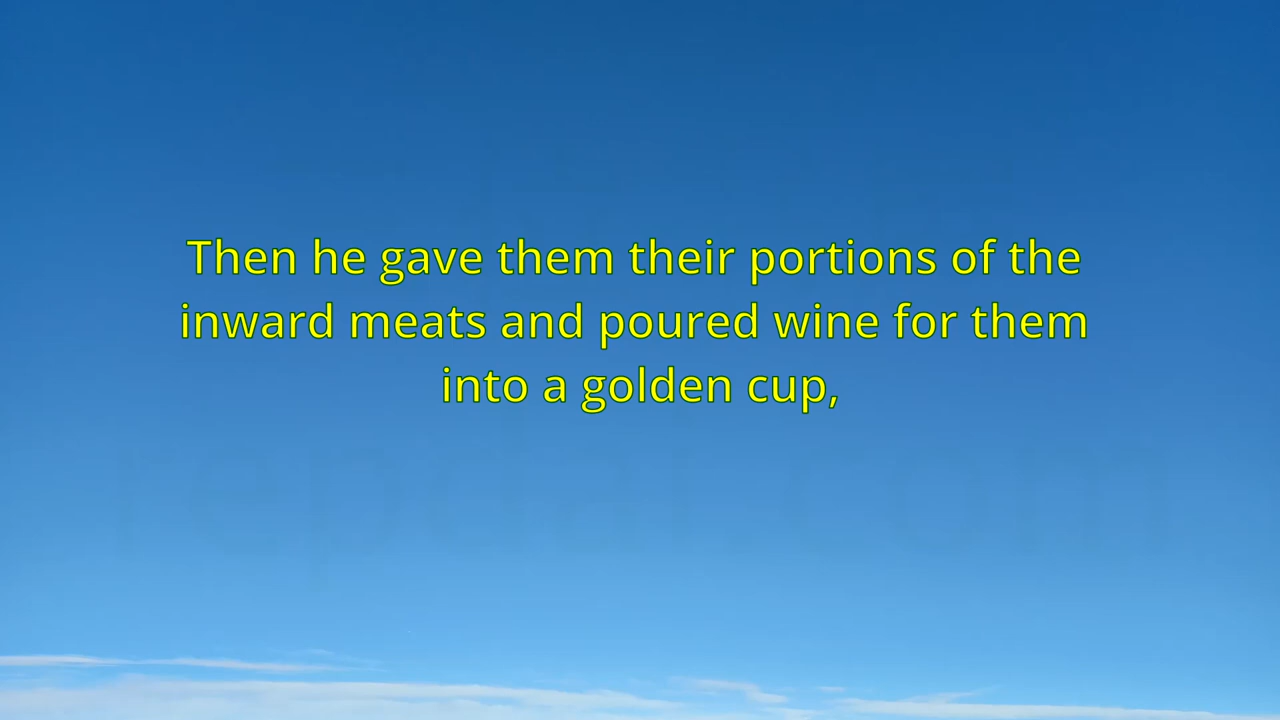 Then he gave them their portions of the
inward meats and poured wine for them
into a golden cup,